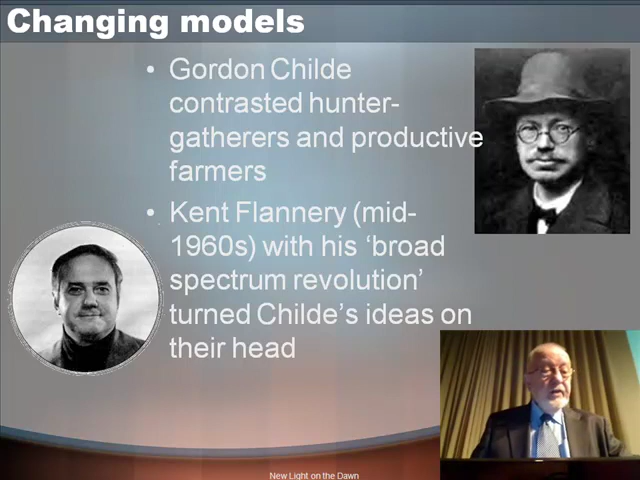 Changing models
• Gordon Childe
contrasted hunter-
gatherers and productive
farmers
• Kent Flannery (mid-
1960s) with his ‘broad
spectrum revolution’
turned Childe’s ideas on
their head
New Light on the Dawn